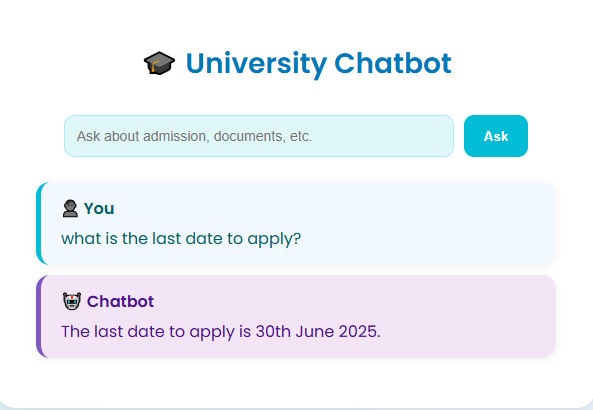 🎓 University Chatbot
Ask about admission, documents, etc.
Ask
You
what is the last date to apply?
Chatbot
The last date to apply is 30th June 2025.